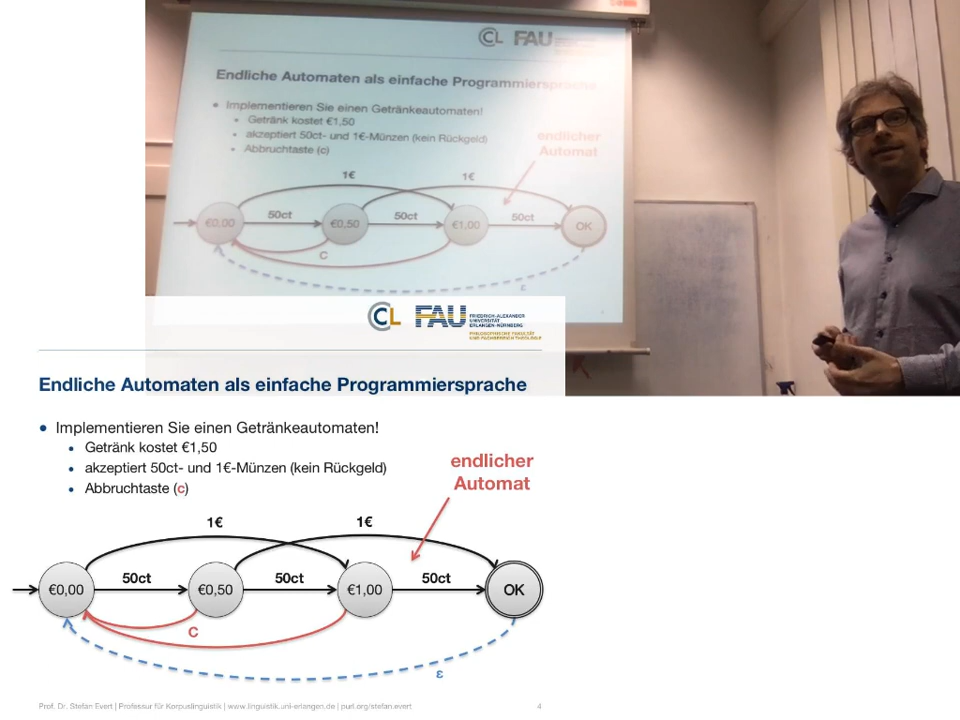 CL FAU
Endliche Automaten als einfache Programmiersprache
• Implementieren Sie einen Getränkeautomaten!
• Getränk kostet €1,50
• akzeptiert 50ct- und 1€-Münzen (kein Rückgeld)
• Abbruchtaste (c)
endlicher
Automat
1€ 1€
€0,00 50ct €0,50 50ct €1,00 50ct OK
C
ε
CL FAU FRIEDRICH-ALEXANDER
UNIVERSITÄT
ERLANGEN-NÜRNBERG
PHILOSOPHISCHE FAKULTÄT
UND FACHBEREICH THEOLOGIE
Endliche Automaten als einfache Programmiersprache
• Implementieren Sie einen Getränkeautomaten!
• Getränk kostet €1,50
• akzeptiert 50ct- und 1€-Münzen (kein Rückgeld)
• Abbruchtaste (c)
endlicher
Automat
1€ 1€
€0,00 50ct €0,50 50ct €1,00 50ct OK
C
ε
Prof. Dr. Stefan Evert | Professur für Korpuslinguistik | www.linguistik.uni-erlangen.de | purl.org/stefan.evert 4